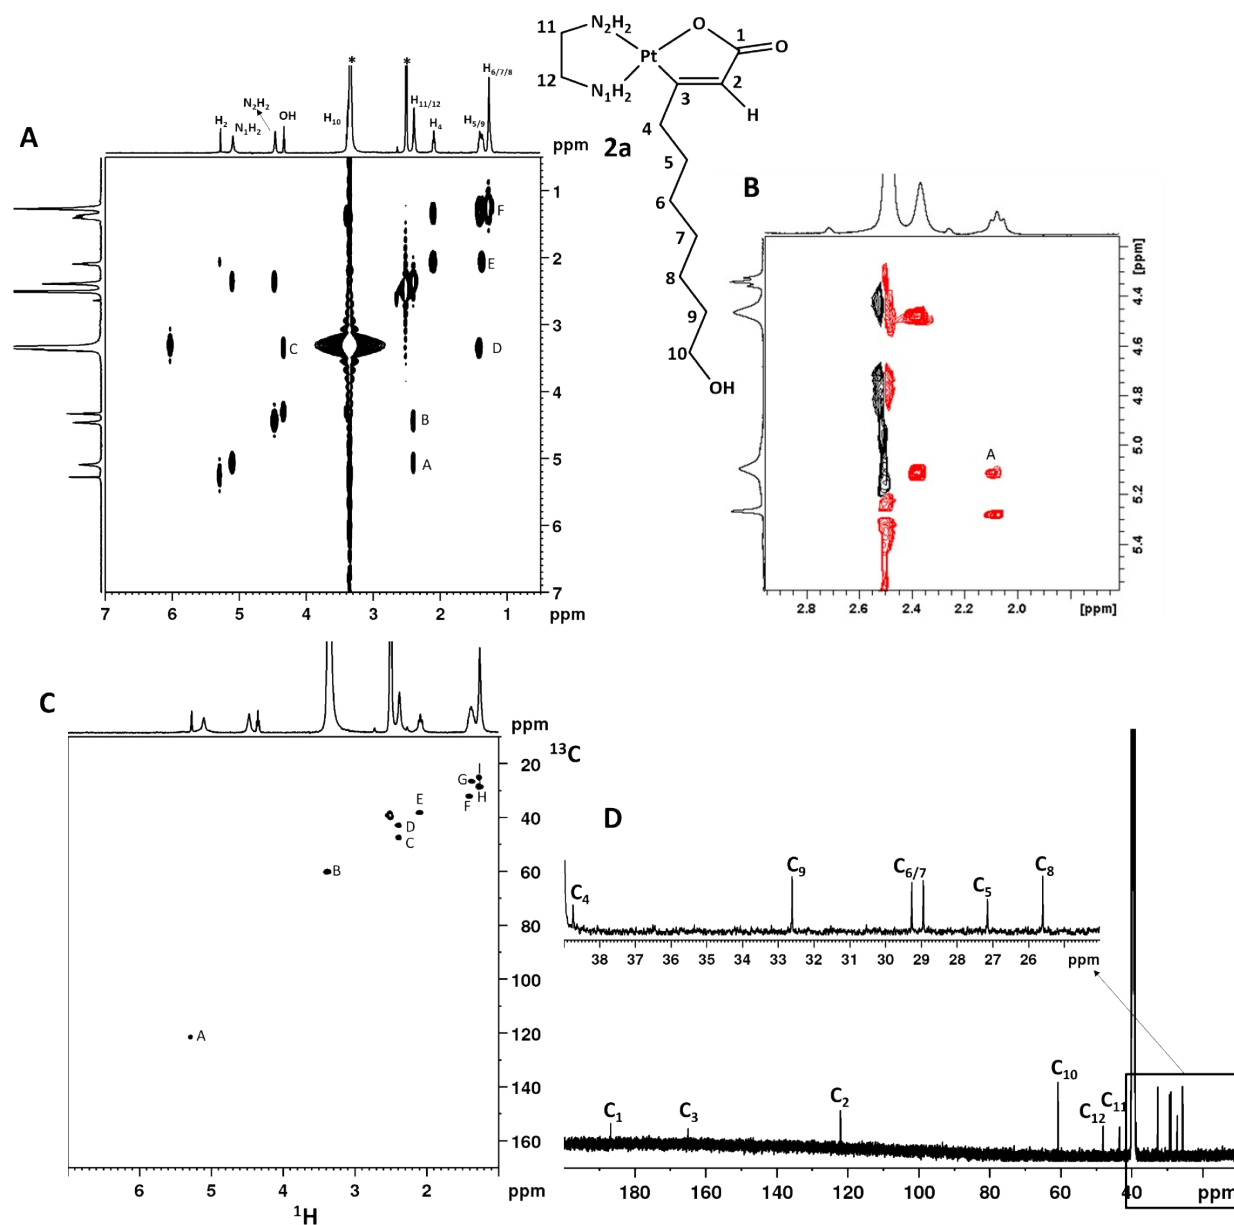 11
12
N₂H₂
N₁H₂
Pt
O
O
1
2
3
H
4
5
6
7
8
9
10
OH
2a
A
H₂
N₁H₂
N₂H₂
OH
H₁₀
*
*
H₁₁/₁₂
H₄
H₅/₉
H₆/₇/₈
ppm
1
2
3
4
5
6
7
F
E
C
D
B
A
7 6 5 4 3 2 1
ppm
ppm
B
[ppm]
4.4
4.6
4.8
5.0
5.2
5.4
A
2.8 2.6 2.4 2.2 2.0 [ppm]
C
ppm
¹³C
20
40
60
80
100
120
140
160
I
G
H
F
E
D
C
B
A
6 5 4 3 2 ppm
¹H
D
C₄
C₉
C₆/₇
C₅
C₈
38 37 36 35 34 33 32 31 30 29 28 27 26 ppm
C₁
C₃
C₂
C₁₀
C₁₂
C₁₁
180 160 140 120 100 80 60 40 ppm